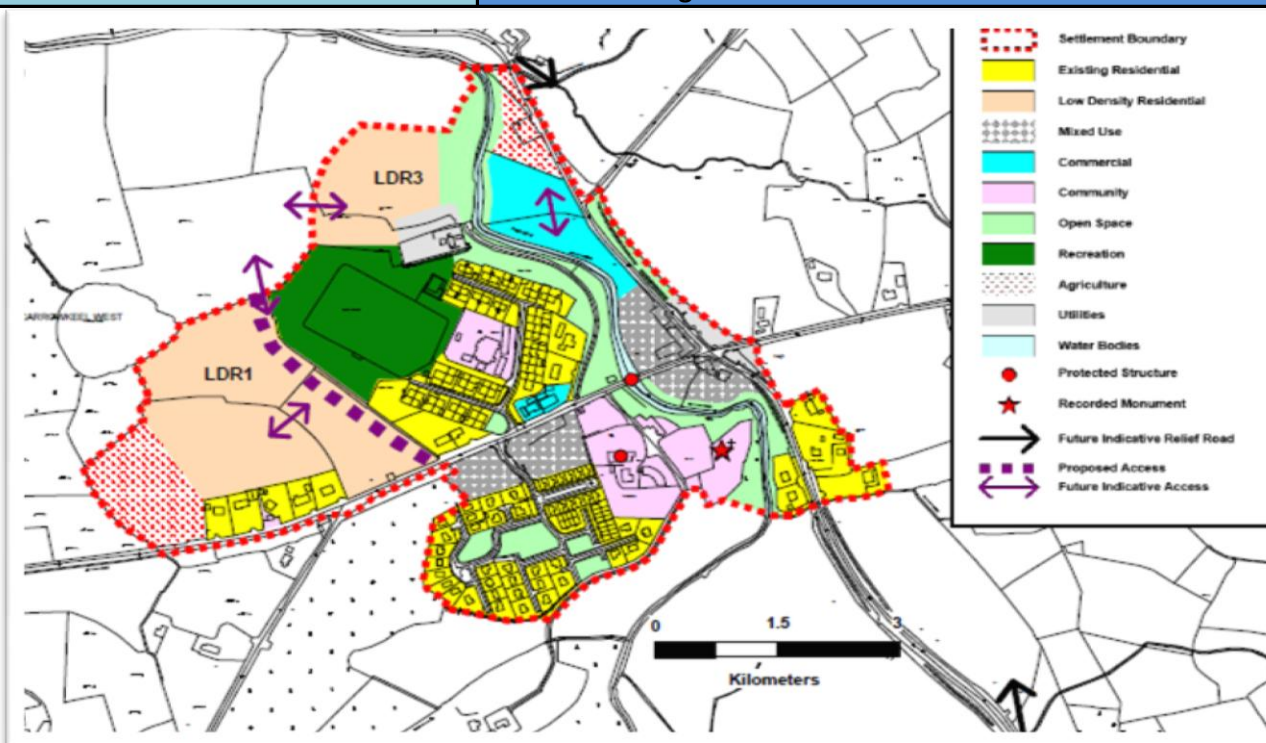 Settlement Boundary
Existing Residential
Low Density Residential
Mixed Use
Commercial
Community
Open Space
Recreation
Agriculture
Utilities
Water Bodies
Protected Structure
Recorded Monument
Future Indicative Relief Road
Proposed Access
Future Indicative Access
LDR3
WEST
LDR1
0 1.5 3
Kilometers